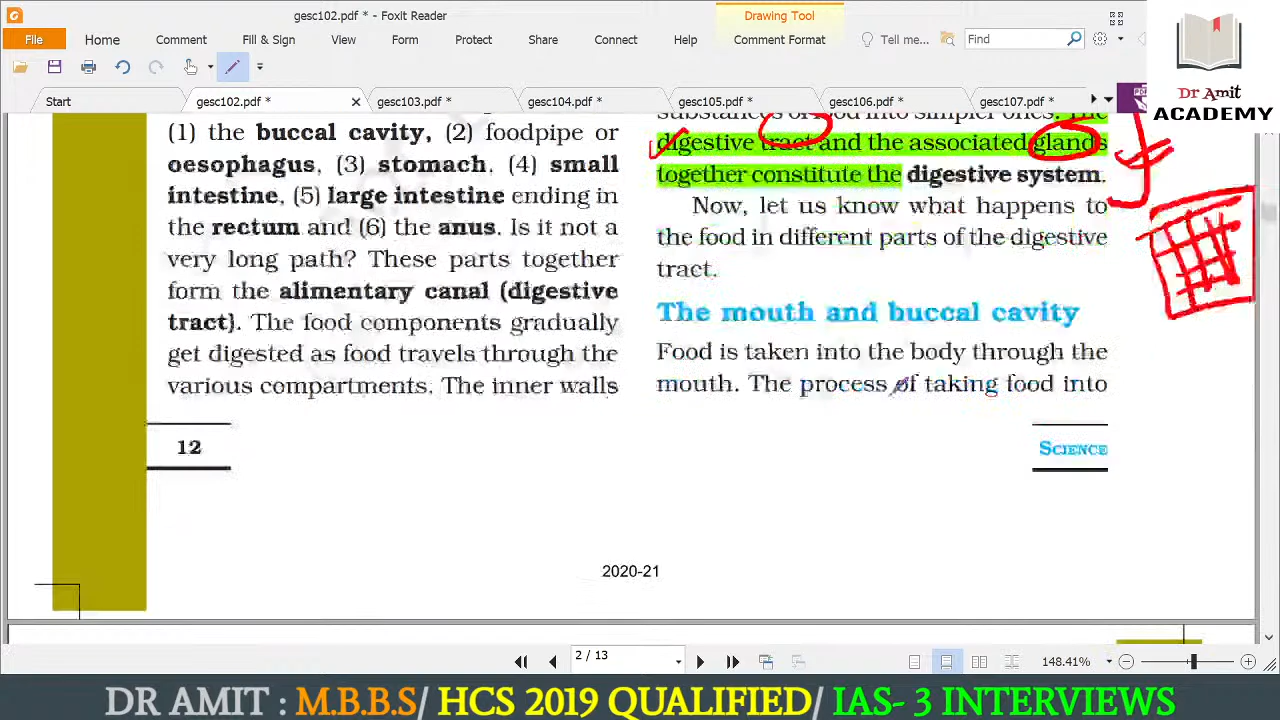 gesc102.pdf * - Foxit Reader
Drawing Tool
File Home Comment Fill & Sign View Form Protect Share Connect Help Comment Format Tell me... Find
Start gesc102.pdf * gesc103.pdf * gesc104.pdf * gesc105.pdf * gesc106.pdf * gesc107.pdf *
Dr Amit
ACADEMY
(1) the buccal cavity, (2) foodpipe or
oesophagus, (3) stomach, (4) small
intestine, (5) large intestine ending in
the rectum and (6) the anus. Is it not a
very long path? These parts together
form the alimentary canal (digestive
tract). The food components gradually
get digested as food travels through the
various compartments. The inner walls
12
substances of food into simpler ones. The
digestive tract and the associated glands
together constitute the digestive system.
Now, let us know what happens to
the food in different parts of the digestive
tract.
The mouth and buccal cavity
Food is taken into the body through the
mouth. The process of taking food into
SCIENCE
2020-21
2 / 13
148.41%
DR AMIT : M.B.B.S/ HCS 2019 QUALIFIED/ IAS- 3 INTERVIEWS